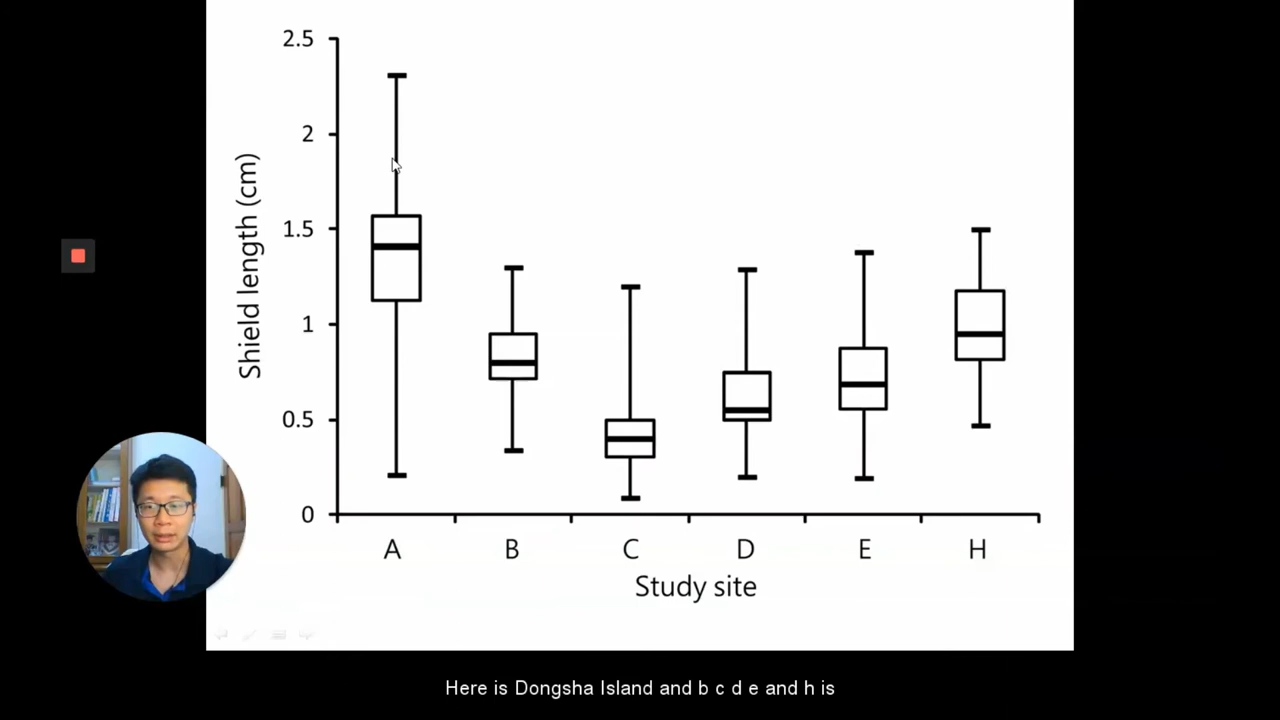 2.5
2
1.5
1
0.5
0
Shield length (cm)
A B C D E H
Study site
Here is Dongsha Island and b c d e and h is